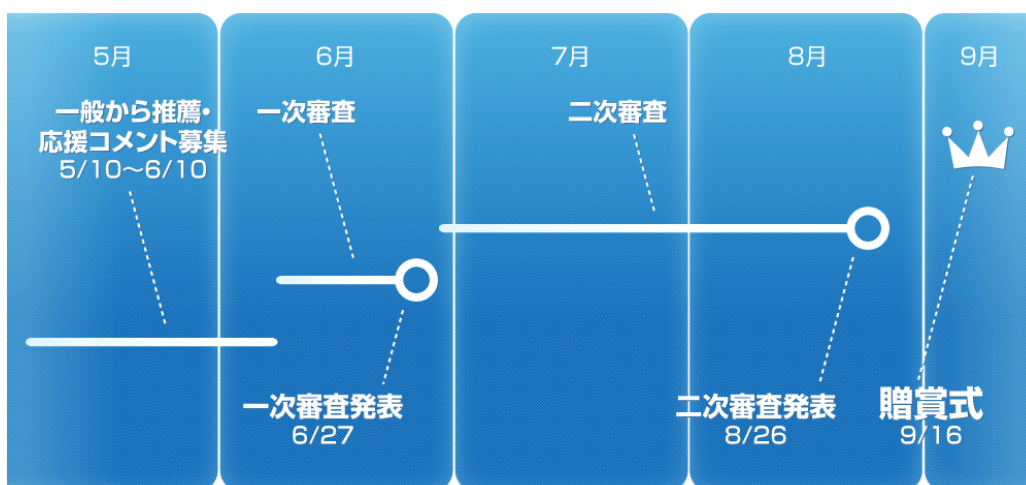 5月
6月
7月
8月
9月
一般から推薦・
応援コメント募集
5/10～6/10
一次審査
二次審査
一次審査発表
6/27
二次審査発表
8/26
贈賞式
9/16